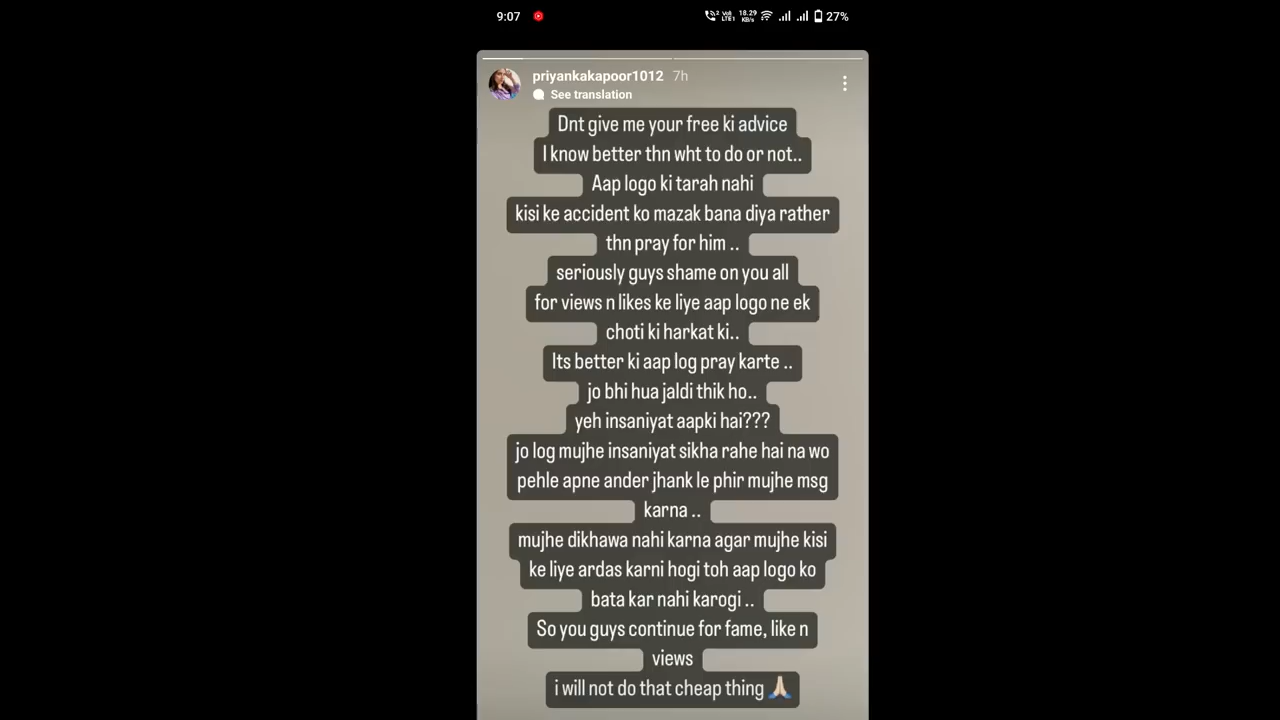 9:07
2 Vo) LTE1 18.29 KB/s 27%
priyankakapoor1012 7h
See translation
Dnt give me your free ki advice
I know better thn wht to do or not..
Aap logo ki tarah nahi
kisi ke accident ko mazak bana diya rather
thn pray for him ..
seriously guys shame on you all
for views n likes ke liye aap logo ne ek
choti ki harkat ki..
Its better ki aap log pray karte ..
jo bhi hua jaldi thik ho..
yeh insaniyat aapki hai???
jo log mujhe insaniyat sikha rahe hai na wo
pehle apne ander jhank le phir mujhe msg
karna ..
mujhe dikhawa nahi karna agar mujhe kisi
ke liye ardas karni hogi toh aap logo ko
bata kar nahi karogi ..
So you guys continue for fame, like n
views
i will not do that cheap thing 🙏🏻